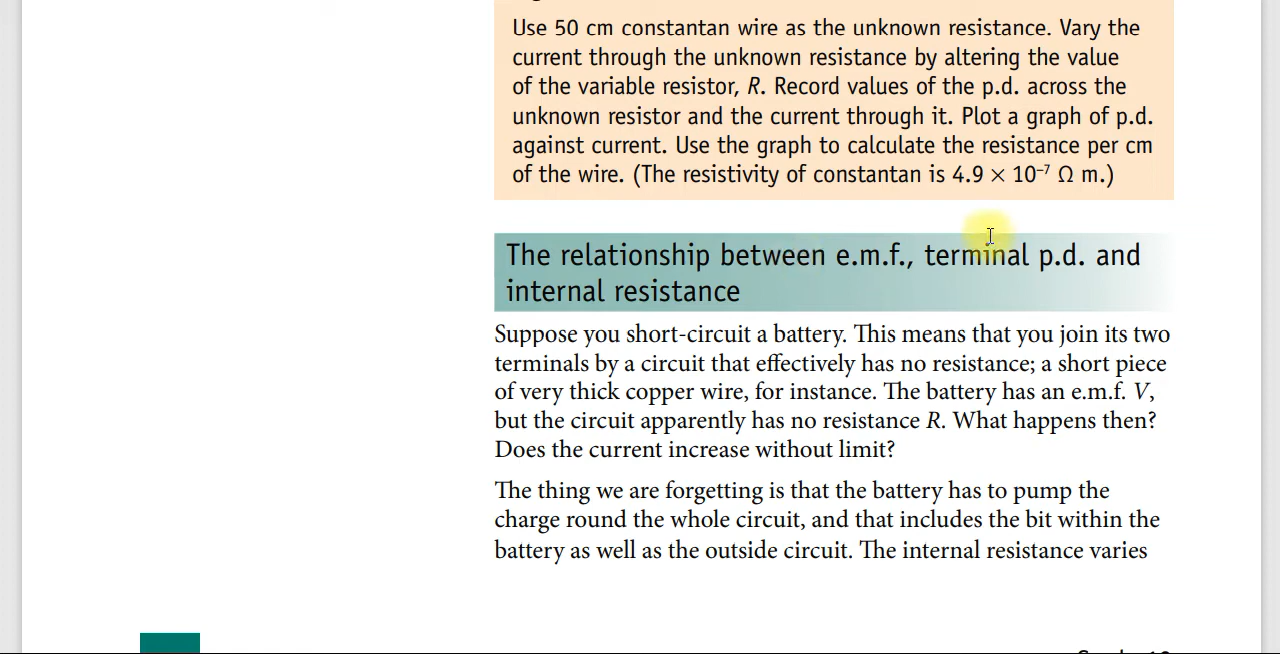 Use 50 cm constantan wire as the unknown resistance. Vary the
current through the unknown resistance by altering the value
of the variable resistor, R. Record values of the p.d. across the
unknown resistor and the current through it. Plot a graph of p.d.
against current. Use the graph to calculate the resistance per cm
of the wire. (The resistivity of constantan is 4.9 × 10⁻⁷ Ω m.)
The relationship between e.m.f., terminal p.d. and
internal resistance
Suppose you short-circuit a battery. This means that you join its two
terminals by a circuit that effectively has no resistance; a short piece
of very thick copper wire, for instance. The battery has an e.m.f. V,
but the circuit apparently has no resistance R. What happens then?
Does the current increase without limit?
The thing we are forgetting is that the battery has to pump the
charge round the whole circuit, and that includes the bit within the
battery as well as the outside circuit. The internal resistance varies